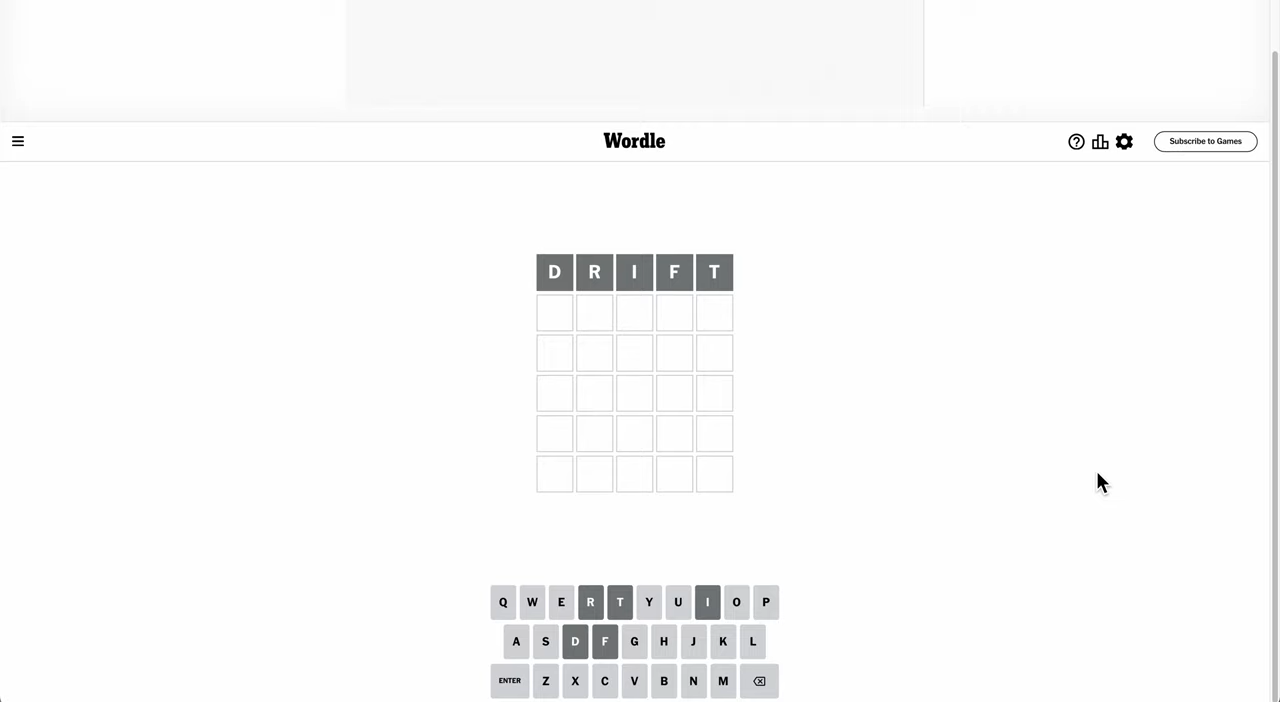 Wordle
Subscribe to Games
D R I F T
Q W E R T Y U I O P
A S D F G H J K L
ENTER Z X C V B N M